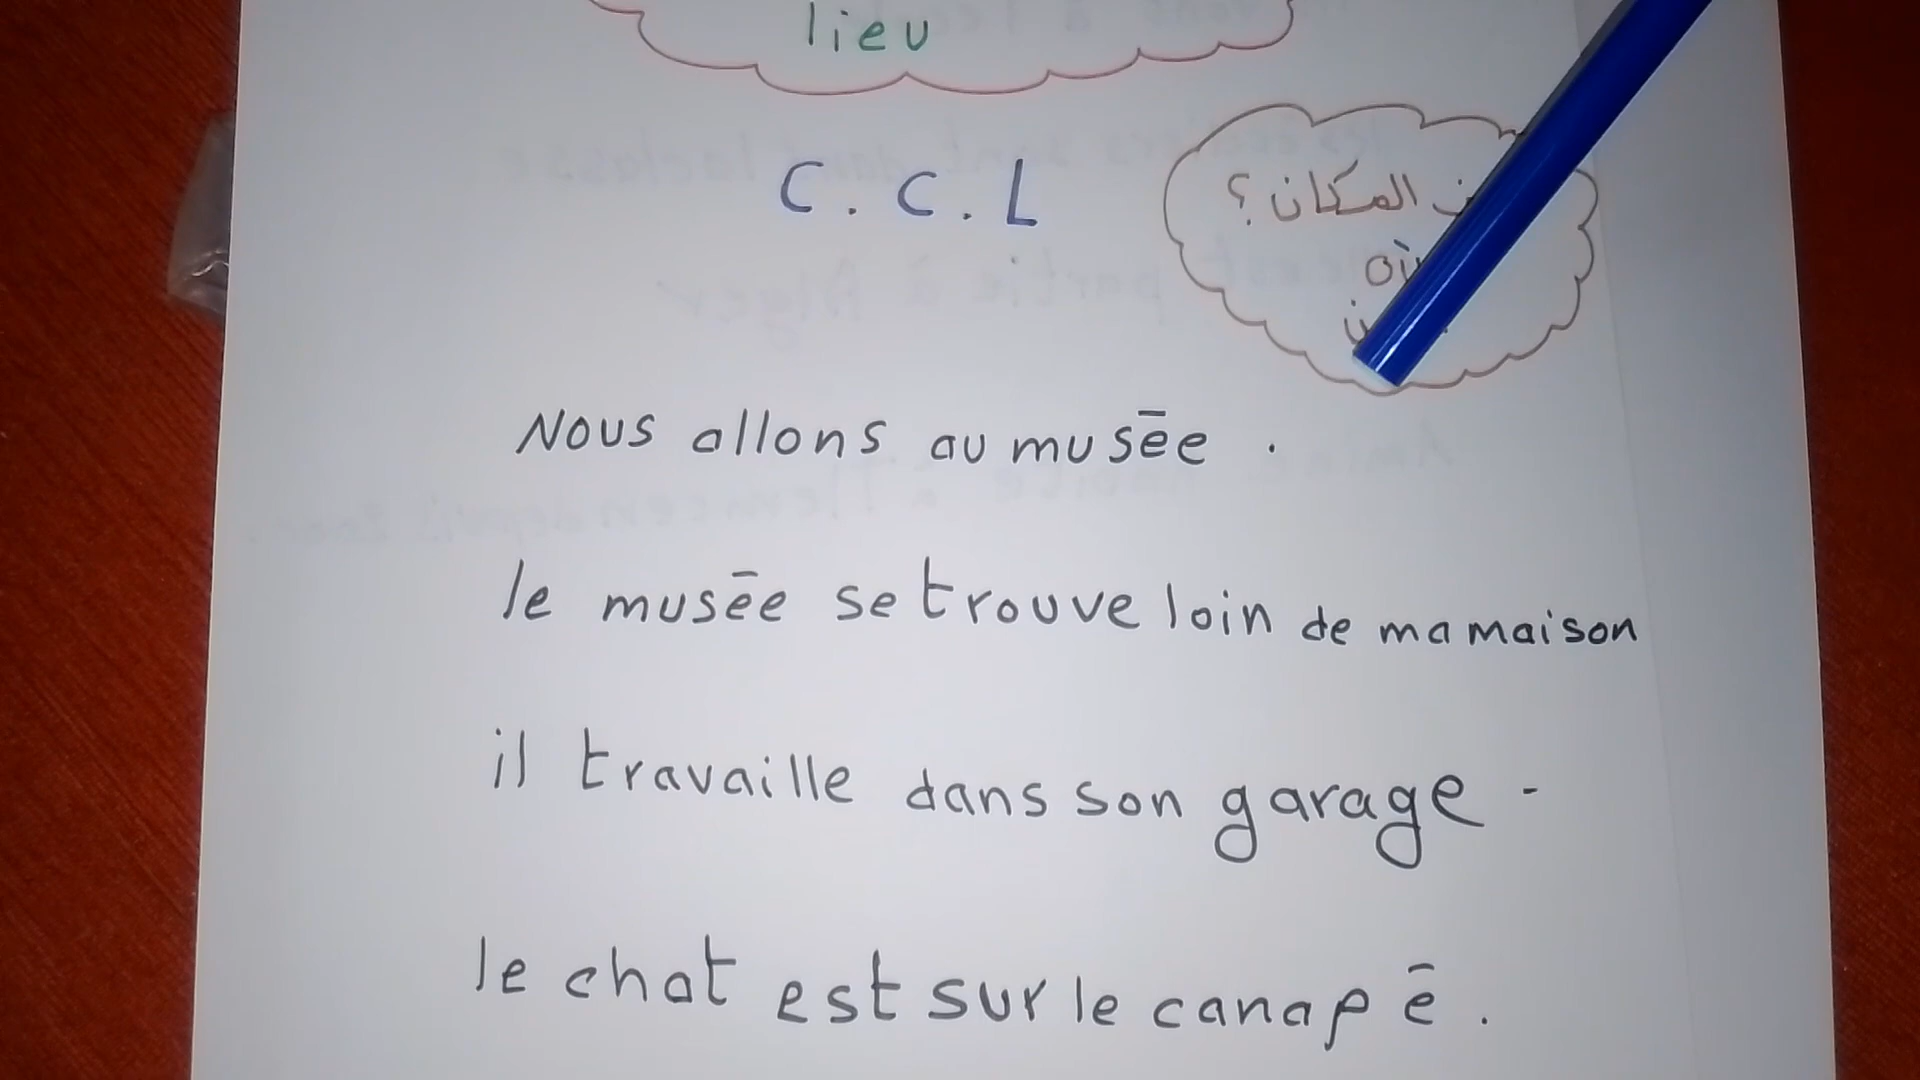 lieu
C.C.L
المكان ؟
où
Nous allons au musée .
le musée se trouve loin de ma maison
il travaille dans son garage .
le chat est sur le canapé .